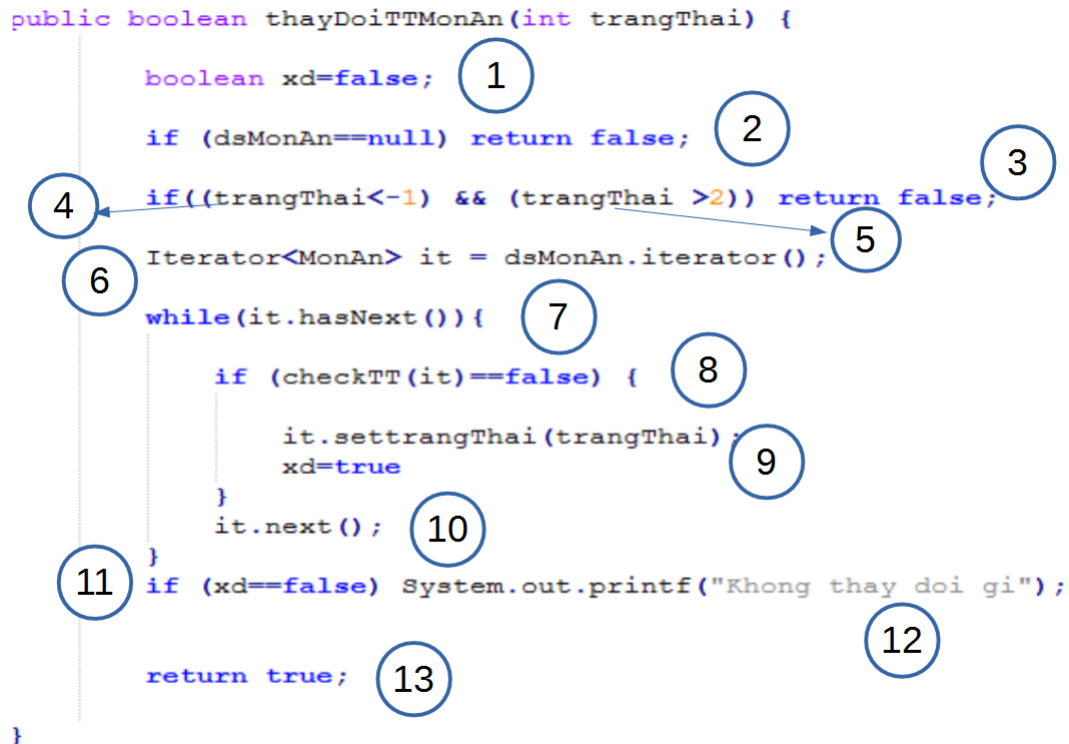 public boolean thayDoiTTMonAn(int trangThai) {
boolean xd=false; 1
if (dsMonAn==null) return false; 2
3
4 if((trangThai<-1) && (trangThai >2)) return false;
5
6 Iterator<MonAn> it = dsMonAn.iterator();
while(it.hasNext()){ 7
if (checkTT(it)==false) { 8
it.settrangThai(trangThai);
xd=true 9
}
it.next(); 10
}
11 if (xd==false) System.out.printf("Khong thay doi gi");
12
return true; 13
}